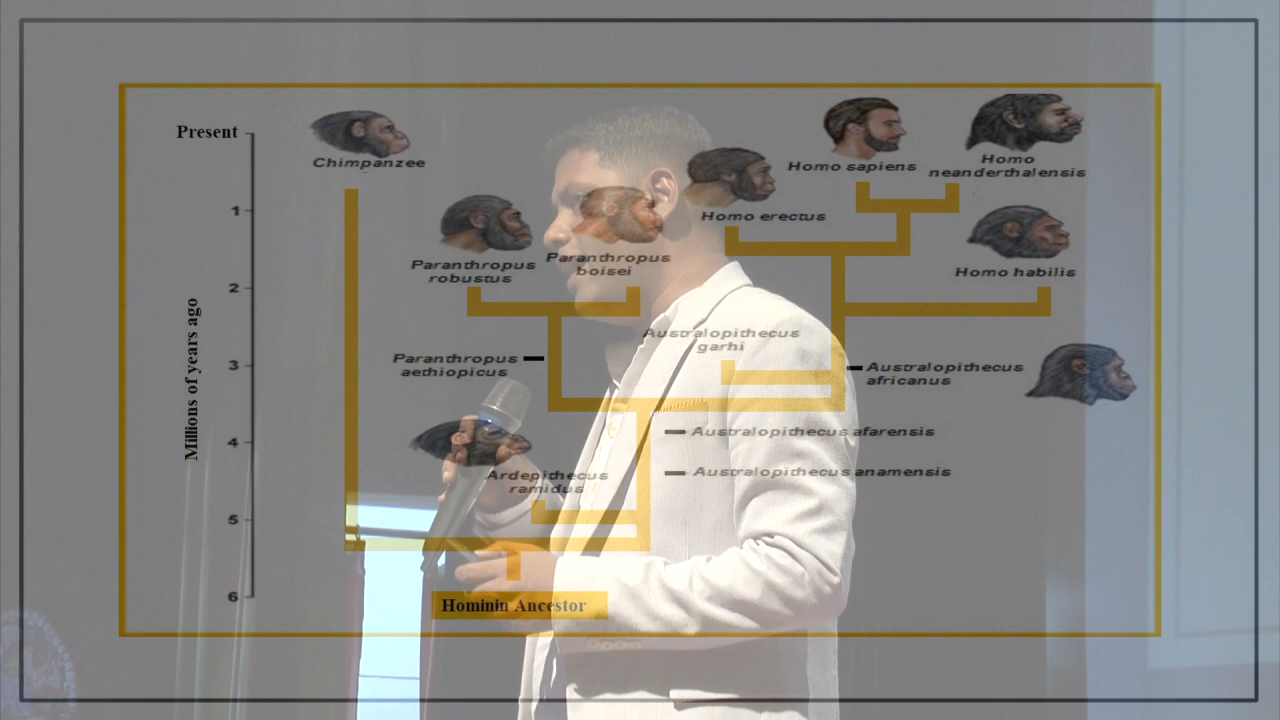 Present
Chimpanzee
Homo sapiens
Homo
neanderthalensis
1
Homo erectus
Paranthropus
robustus
Paranthropus
boisei
Homo habilis
2
Millions of years ago
Australopithecus
garhi
Paranthropus
aethiopicus
3
Australopithecus
africanus
4
Australopithecus afarensis
Australopithecus anamensis
Ardepithecus
ramidus
5
6
Hominin Ancestor